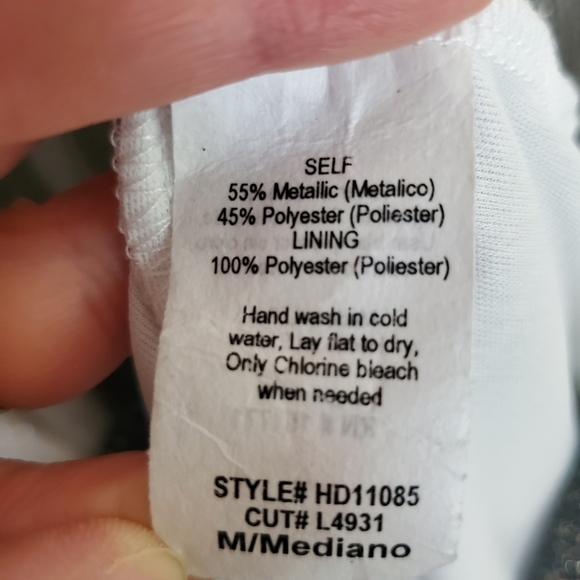 SELF
55% Metallic (Metalico)
45% Polyester (Poliester)
LINING
100% Polyester (Poliester)
Hand wash in cold
water, Lay flat to dry,
Only Chlorine bleach
when needed
STYLE# HD11085
CUT# L4931
M/Mediano